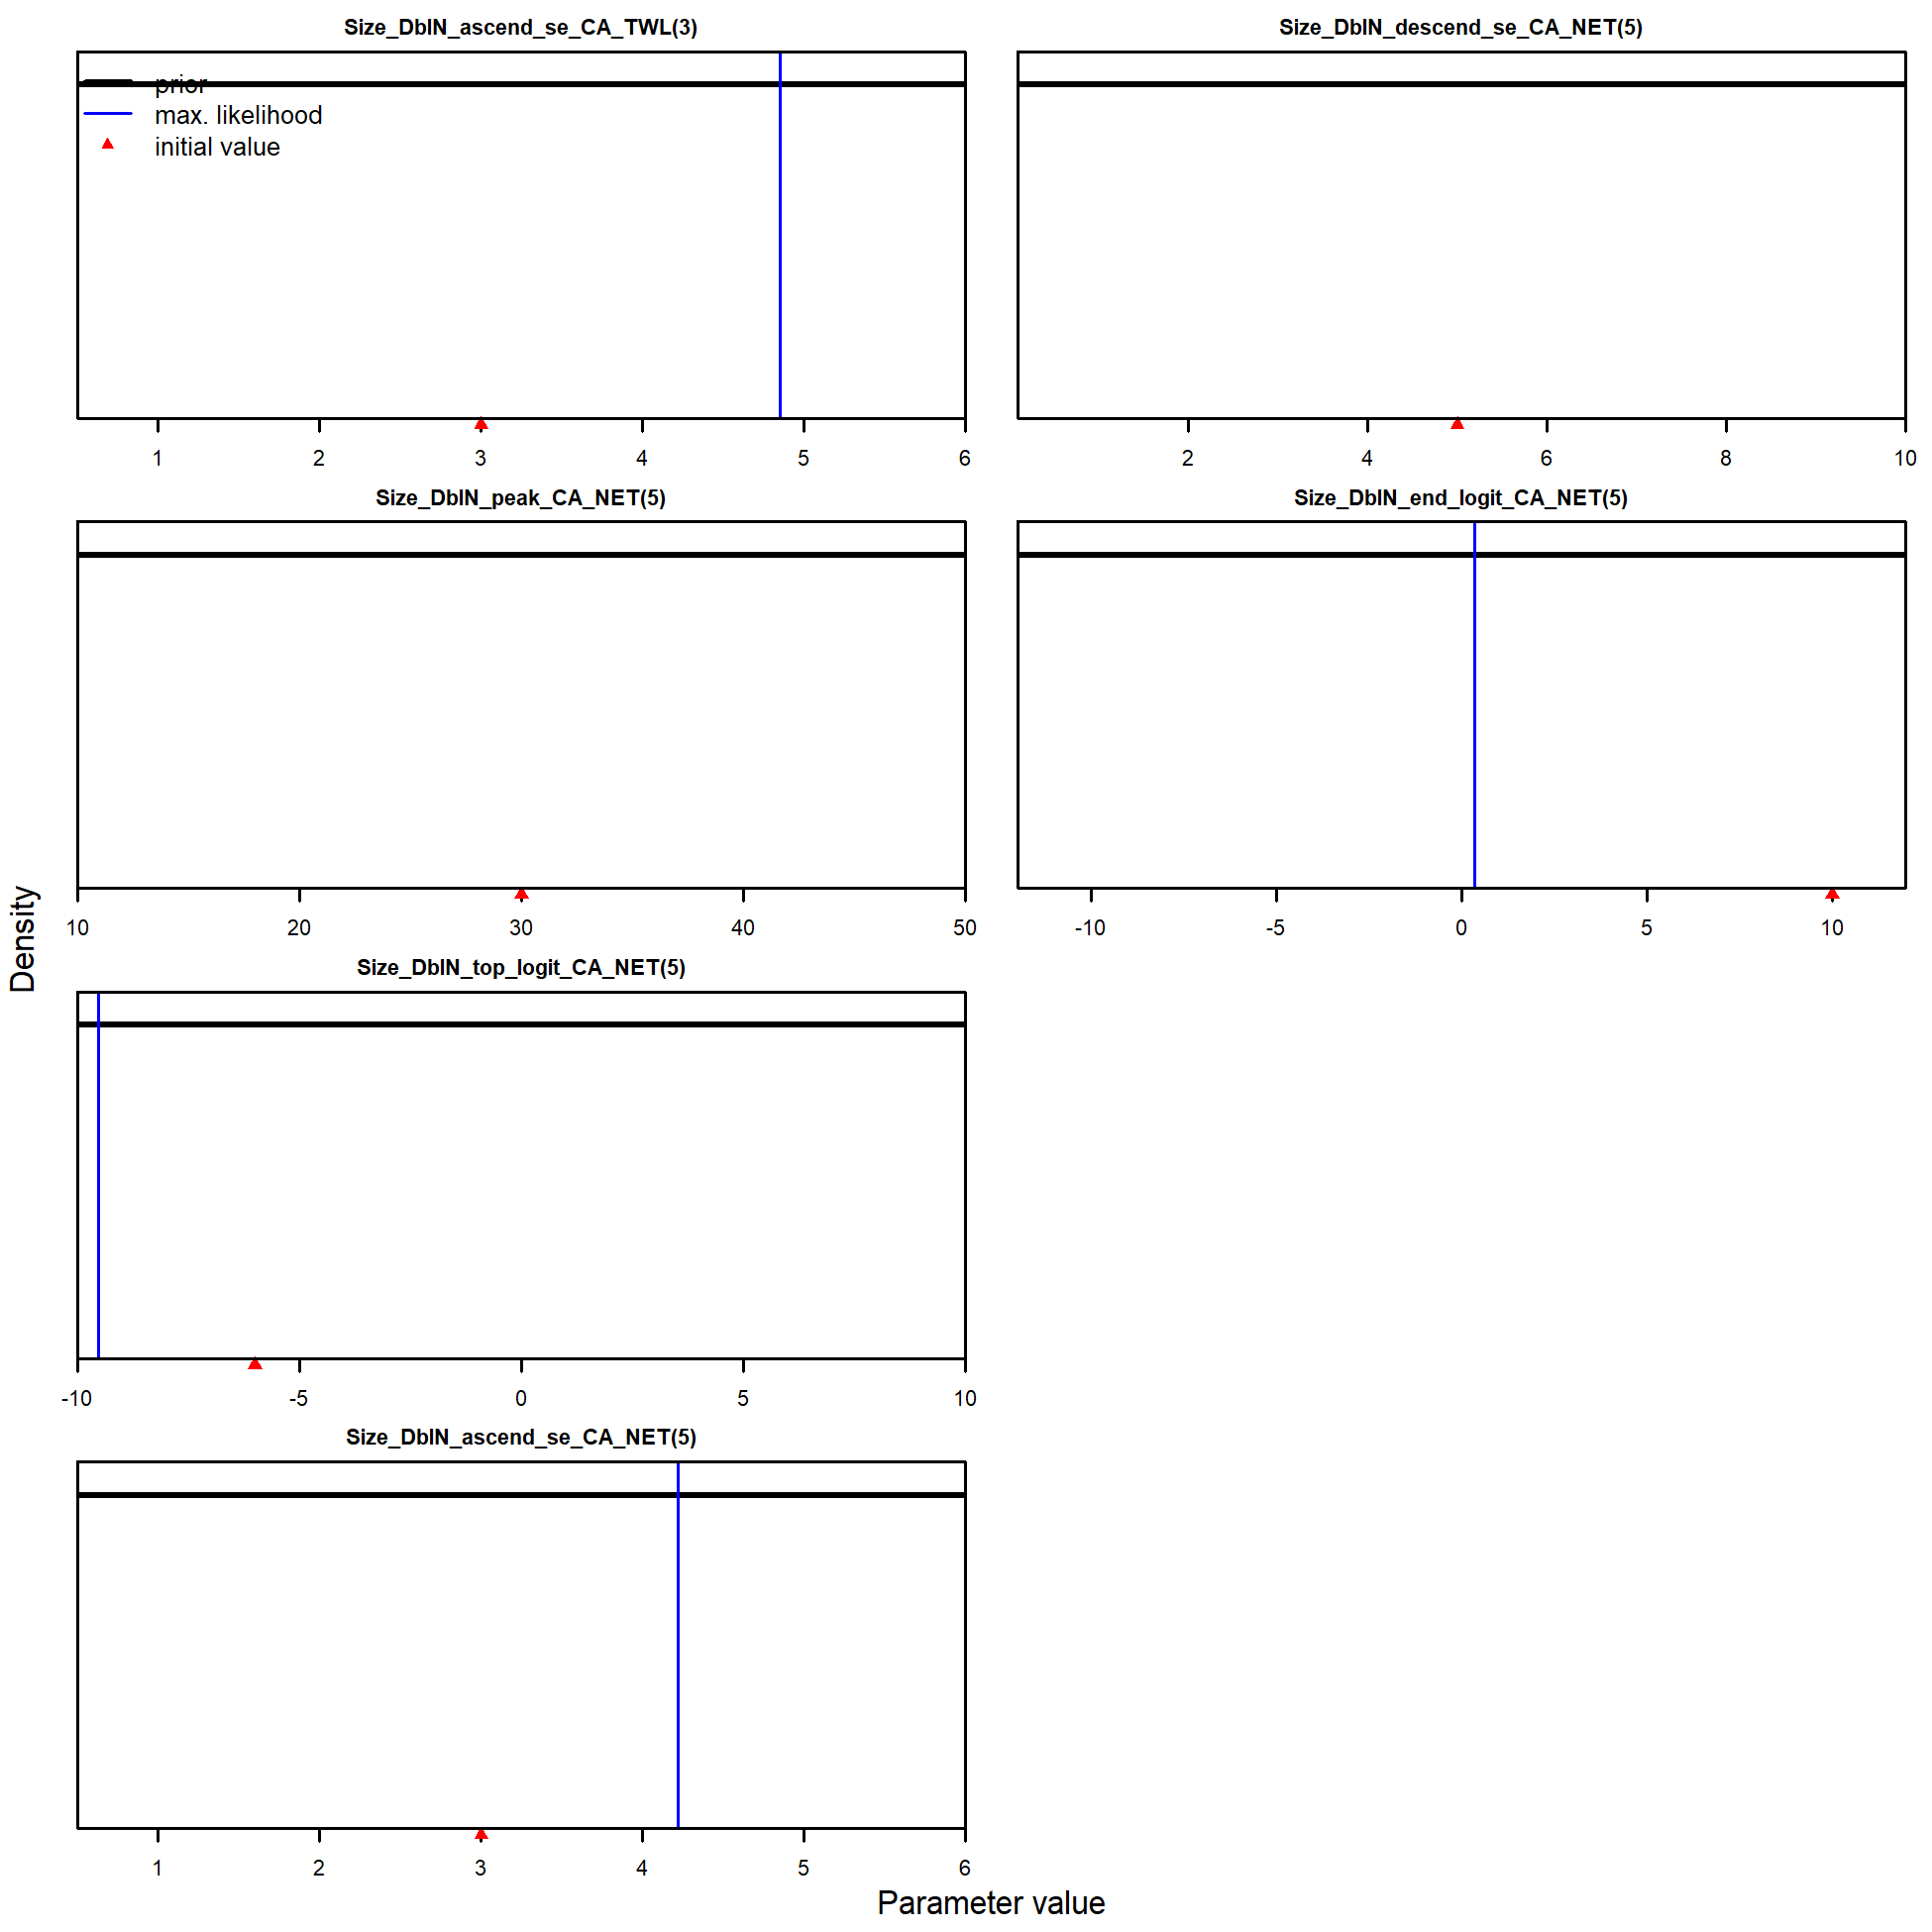 Size_DblN_ascend_se_CA_TWL(3)
prior
max. likelihood
initial value
1 2 3 4 5 6
Size_DblN_descend_se_CA_NET(5)
2 4 6 8 10
Size_DblN_peak_CA_NET(5)
10 20 30 40 50
Size_DblN_end_logit_CA_NET(5)
-10 -5 0 5 10
Size_DblN_top_logit_CA_NET(5)
-10 -5 0 5 10
Size_DblN_ascend_se_CA_NET(5)
1 2 3 4 5 6
Density
Parameter value